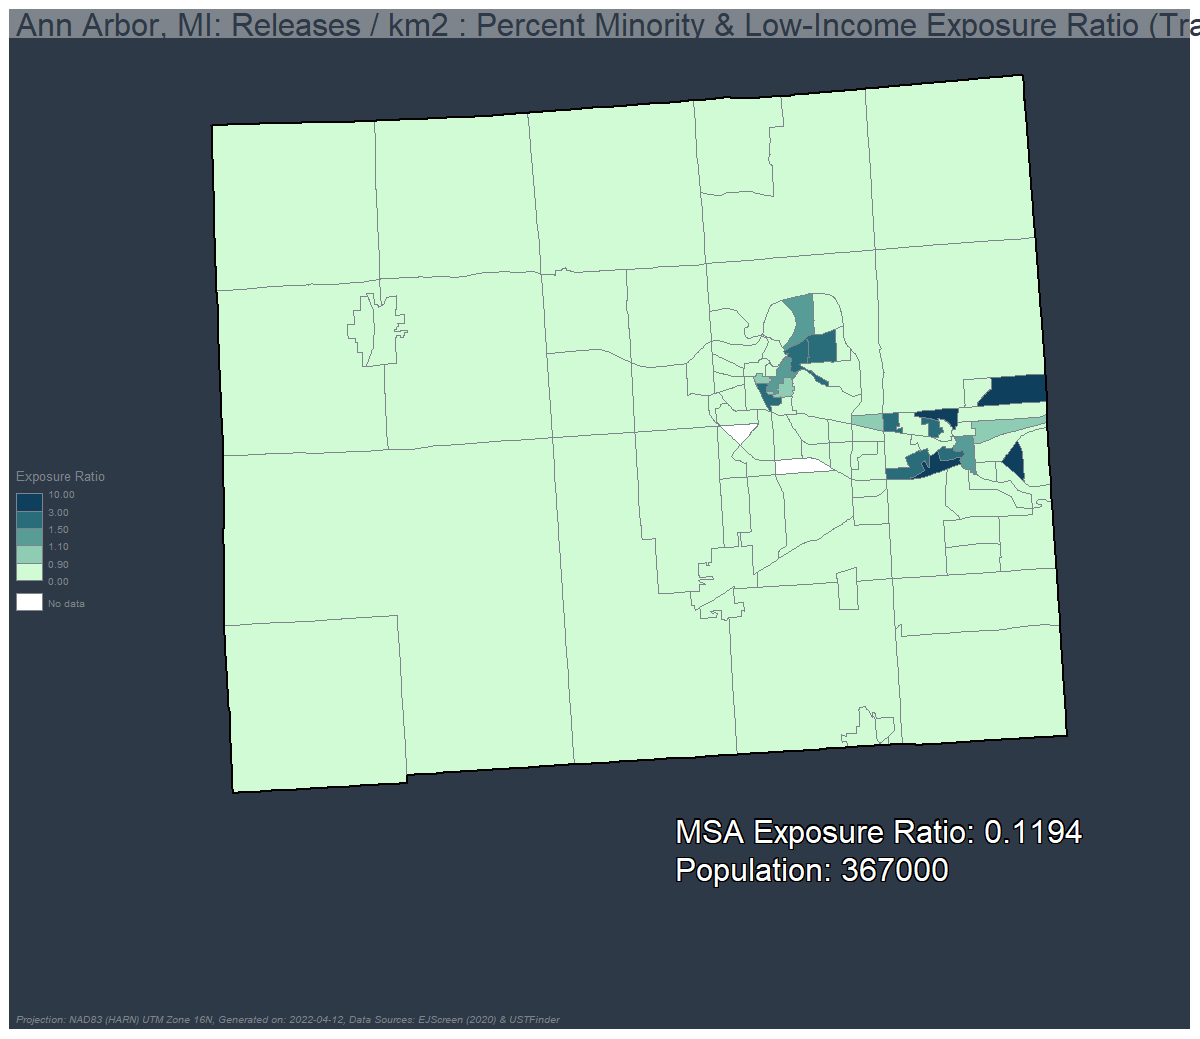 Ann Arbor, MI: Releases / km2 : Percent Minority & Low-Income Exposure Ratio (Tra
Exposure Ratio
10.00
3.00
1.50
1.10
0.90
0.00
No data
MSA Exposure Ratio: 0.1194
Population: 367000
Projection: NAD83 (HARN) UTM Zone 16N, Generated on: 2022-04-12, Data Sources: EJScreen (2020) & USTFinder